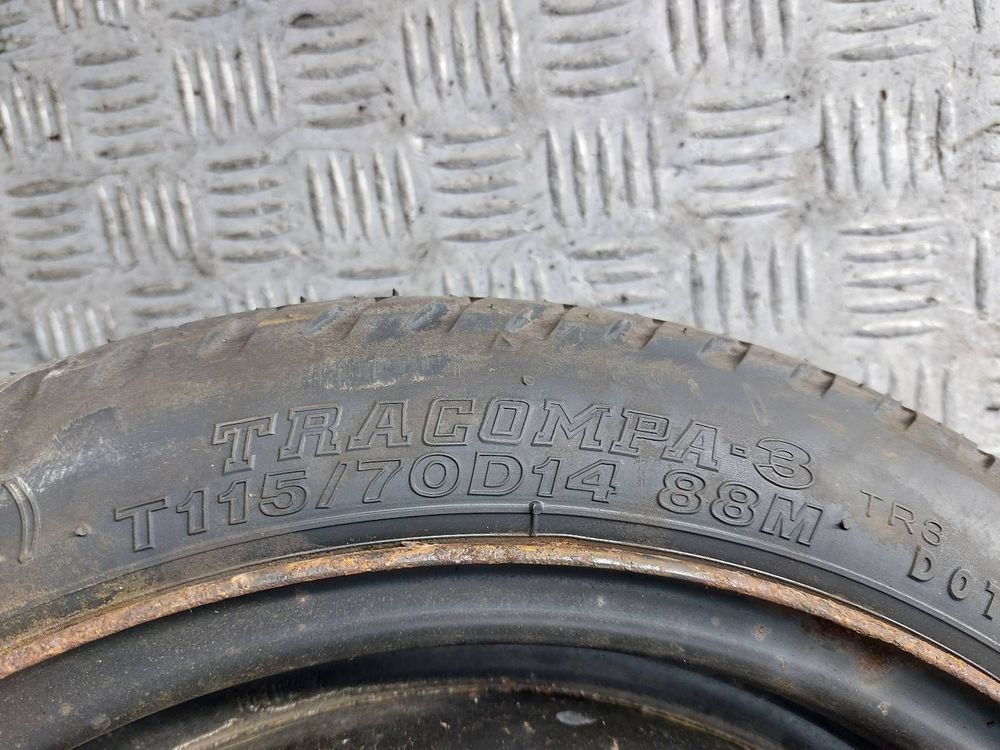 TRACOMPA-3
T115/70D14 88M
TR3
DOT